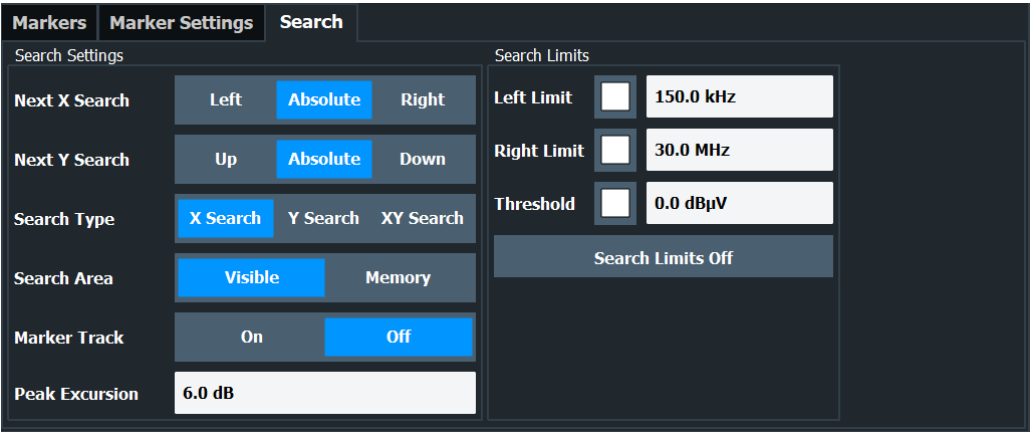 Markers Marker Settings Search
Search Settings
Next X Search Left Absolute Right
Next Y Search Up Absolute Down
Search Type X Search Y Search XY Search
Search Area Visible Memory
Marker Track On Off
Peak Excursion 6.0 dB
Search Limits
Left Limit 150.0 kHz
Right Limit 30.0 MHz
Threshold 0.0 dBµV
Search Limits Off